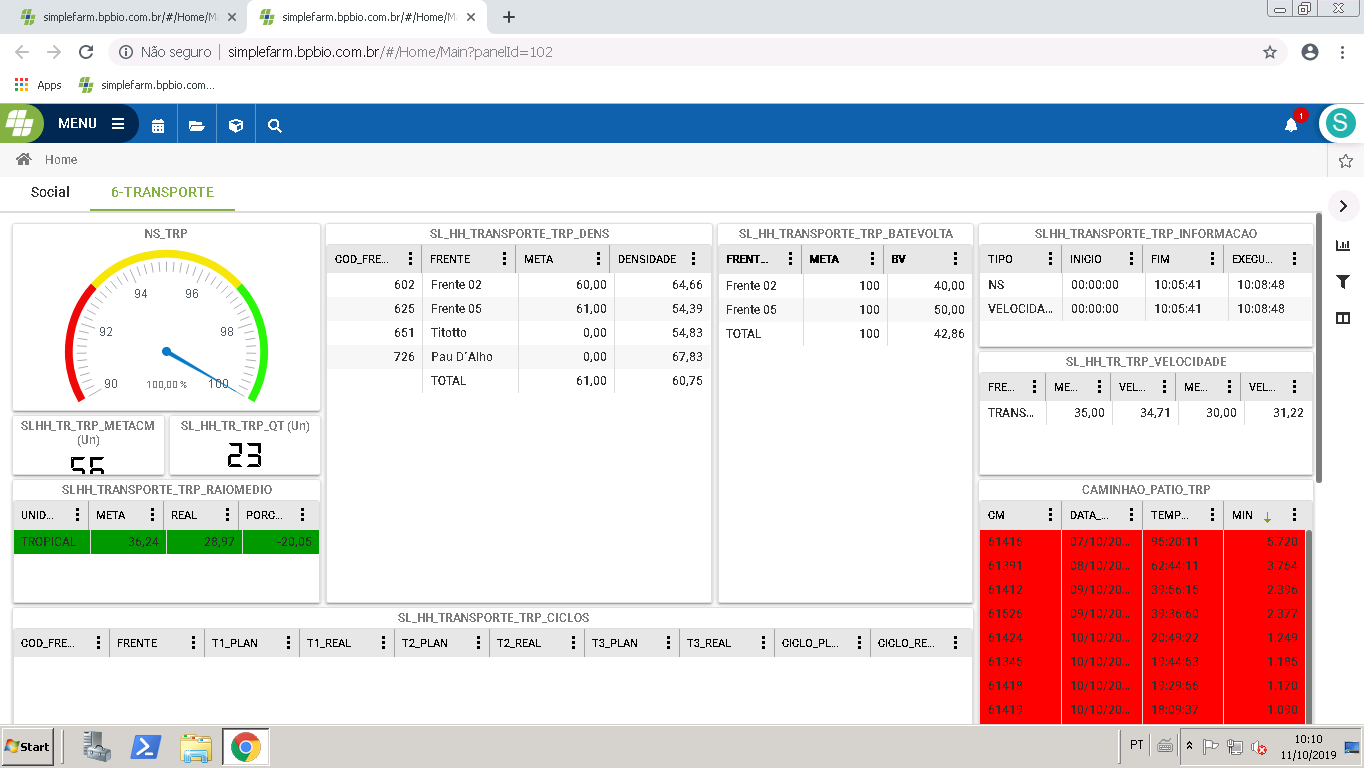 simplefarm.bpbio.com.br/#/Home/M
simplefarm.bpbio.com.br/#/Home/M
Não seguro
simplefarm.bpbio.com.br/#/Home/Main?panelId=102
Apps
simplefarm.bpbio.com...
MENU
1
S
Home
Social
6-TRANSPORTE
NS_TRP
90
92
94
96
98
100
100,00 %
SLHH_TR_TRP_METACM
(Un)
SL_HH_TR_TRP_QT (Un)
23
SLHH_TRANSPORTE_TRP_RAIOMEDIO
UNID... META REAL PORC...
TROPICAL 36,24 28,97 -20,05
SL_HH_TRANSPORTE_TRP_DENS
COD_FRE... FRENTE META DENSIDADE
602 Frente 02 60,00 64,66
625 Frente 05 61,00 54,39
651 Titotto 0,00 54,83
726 Pau D´Alho 0,00 67,83
TOTAL 61,00 60,75
SL_HH_TRANSPORTE_TRP_BATEVOLTA
FRENT... META BV
Frente 02 100 40,00
Frente 05 100 50,00
TOTAL 100 42,86
SLHH_TRANSPORTE_TRP_INFORMACAO
TIPO INICIO FIM EXECU...
NS 00:00:00 10:05:41 10:08:48
VELOCIDA... 00:00:00 10:05:41 10:08:48
SL_HH_TR_TRP_VELOCIDADE
FRE... ME... VEL... ME... VEL...
TRANS... 35,00 34,71 30,00 31,22
CAMINHAO_PATIO_TRP
CM DATA_... TEMP... MIN
61416 07/10/20... 95:20:11 5.720
61391 08/10/20... 62:44:11 3.764
61412 09/10/20... 39:56:15 2.396
61526 09/10/20... 39:36:60 2.377
61424 10/10/20... 20:49:22 1.249
61345 10/10/20... 19:44:53 1.185
61418 10/10/20... 19:29:56 1.170
61419 10/10/20... 18:09:37 1.090
SL_HH_TRANSPORTE_TRP_CICLOS
COD_FRE... FRENTE T1_PLAN T1_REAL T2_PLAN T2_REAL T3_PLAN T3_REAL CICLO_PL... CICLO_RE...
Start
PT
10:10
11/10/2019